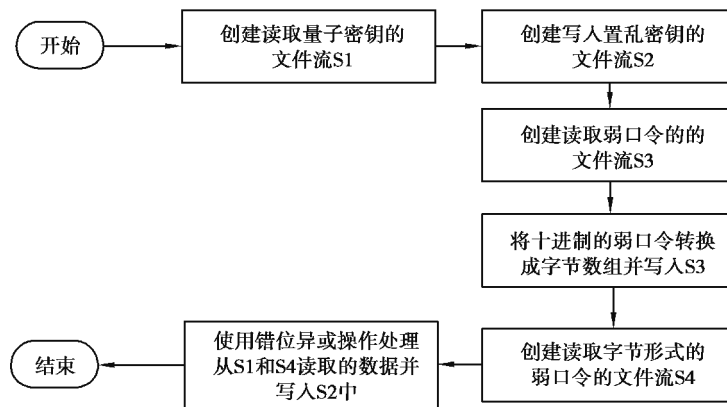 开始
创建读取量子密钥的
文件流S1
创建写入置乱密钥的
文件流S2
创建读取弱口令的的
文件流S3
将十进制的弱口令转换
成字节数组并写入S3
创建读取字节形式的
弱口令的文件流S4
使用错位异或操作处理
从S1和S4读取的数据并
写入S2中
结束